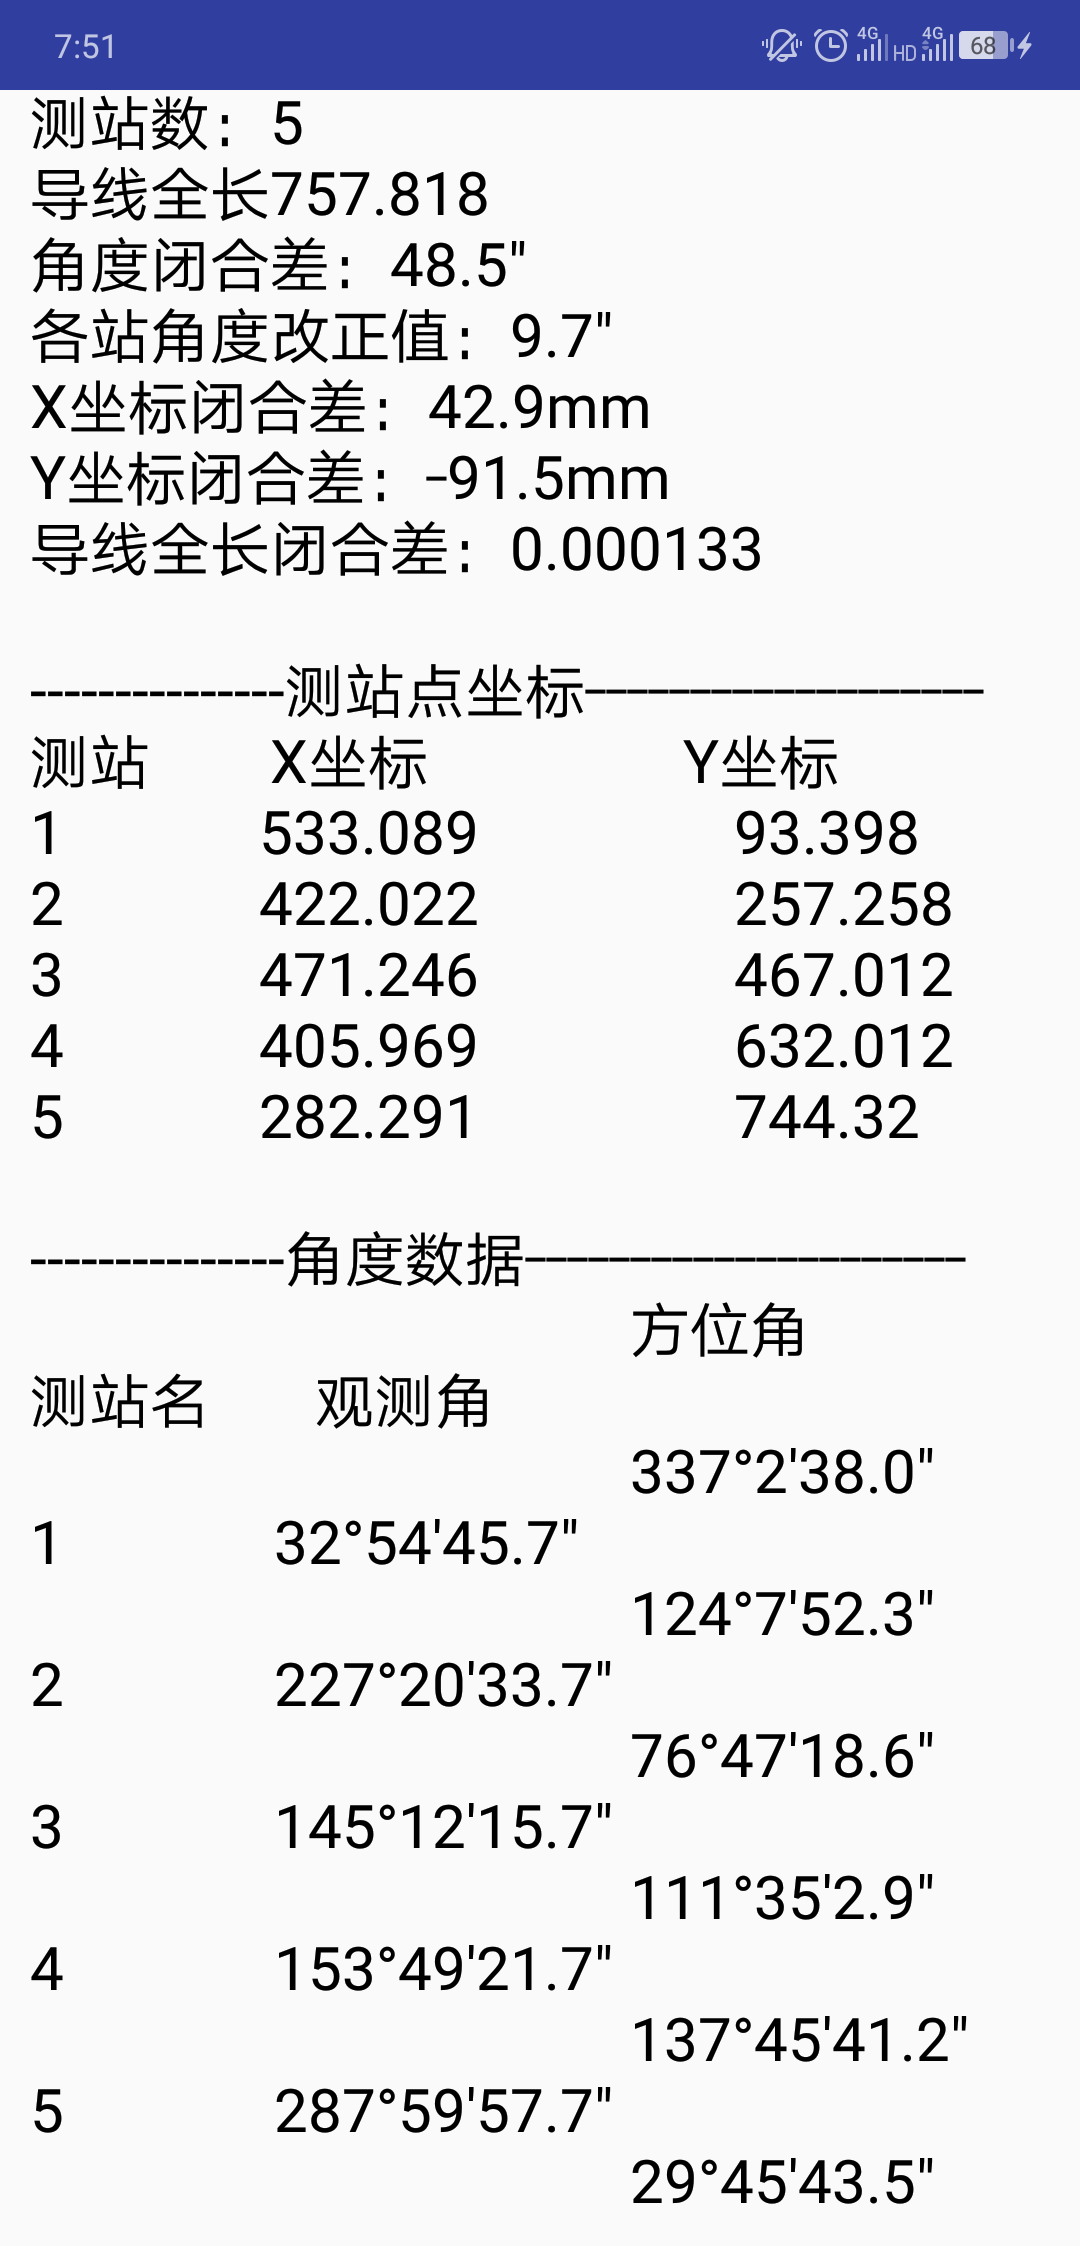 7:51 4G HD 4G 68
测站数：5
导线全长757.818
角度闭合差：48.5"
各站角度改正值：9.7"
X坐标闭合差：42.9mm
Y坐标闭合差：-91.5mm
导线全长闭合差：0.000133
---------------测站点坐标-------------------
测站 X坐标 Y坐标
1 533.089 93.398
2 422.022 257.258
3 471.246 467.012
4 405.969 632.012
5 282.291 744.32
---------------角度数据---------------------
方位角
测站名 观测角
337°2'38.0"
1 32°54'45.7"
124°7'52.3"
2 227°20'33.7"
76°47'18.6"
3 145°12'15.7"
111°35'2.9"
4 153°49'21.7"
137°45'41.2"
5 287°59'57.7"
29°45'43.5"